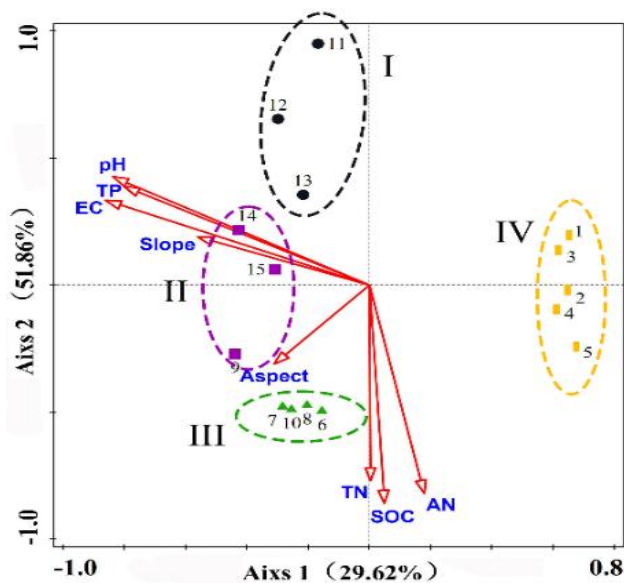 1.0
11
I
12
13
pH
TP
EC
14
Slope
15
II
IV
1
3
2
4
5
Aixs 2 (51.86%)
9
Aspect
7 10 8 6
III
TN
SOC
AN
-1.0
-1.0
Aixs 1 (29.62%)
0.8